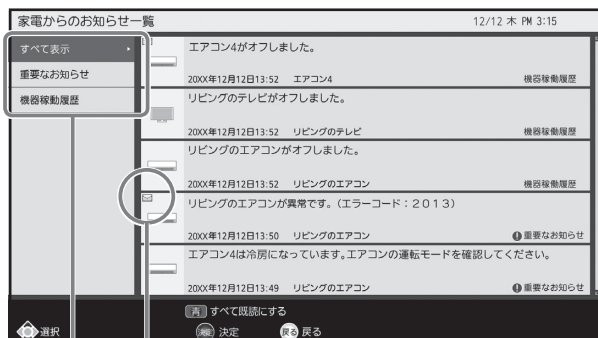 家電からのお知らせ一覧
12/12 木 PM 3:15
すべて表示
重要なお知らせ
機器稼動履歴
エアコン4がオフしました。
20XX年12月12日13:52 エアコン4 機器稼動履歴
リビングのテレビがオフしました。
20XX年12月12日13:52 リビングのテレビ 機器稼動履歴
リビングのエアコンがオフしました。
20XX年12月12日13:52 リビングのエアコン 機器稼動履歴
リビングのエアコンが異常です。(エラーコード:2013)
20XX年12月12日13:50 リビングのエアコン 重要なお知らせ
エアコン4は冷房になっています。エアコンの運転モードを確認してください。
20XX年12月12日13:49 リビングのエアコン 重要なお知らせ
青 すべて既読にする
選択 決定 決定 戻る 戻る